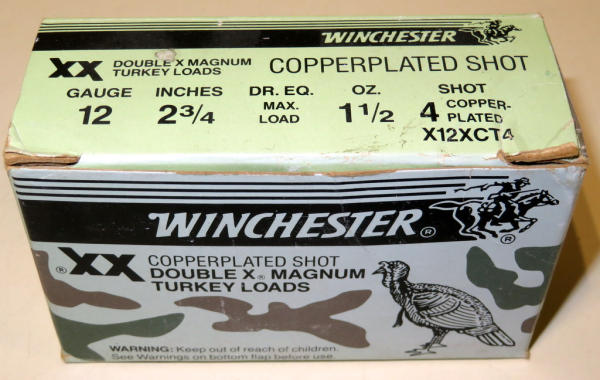 WINCHESTER
XX DOUBLE X MAGNUM TURKEY LOADS COPPERPLATED SHOT
GAUGE INCHES DR. EQ. OZ. SHOT
12 2 3/4 MAX. LOAD 1 1/2 4 COPPER-PLATED
X12XCT4
WINCHESTER ® ®
® XX COPPERPLATED SHOT
DOUBLE X® MAGNUM
TURKEY LOADS
WARNING: Keep out of reach of children.
See Warnings on bottom flap before use.